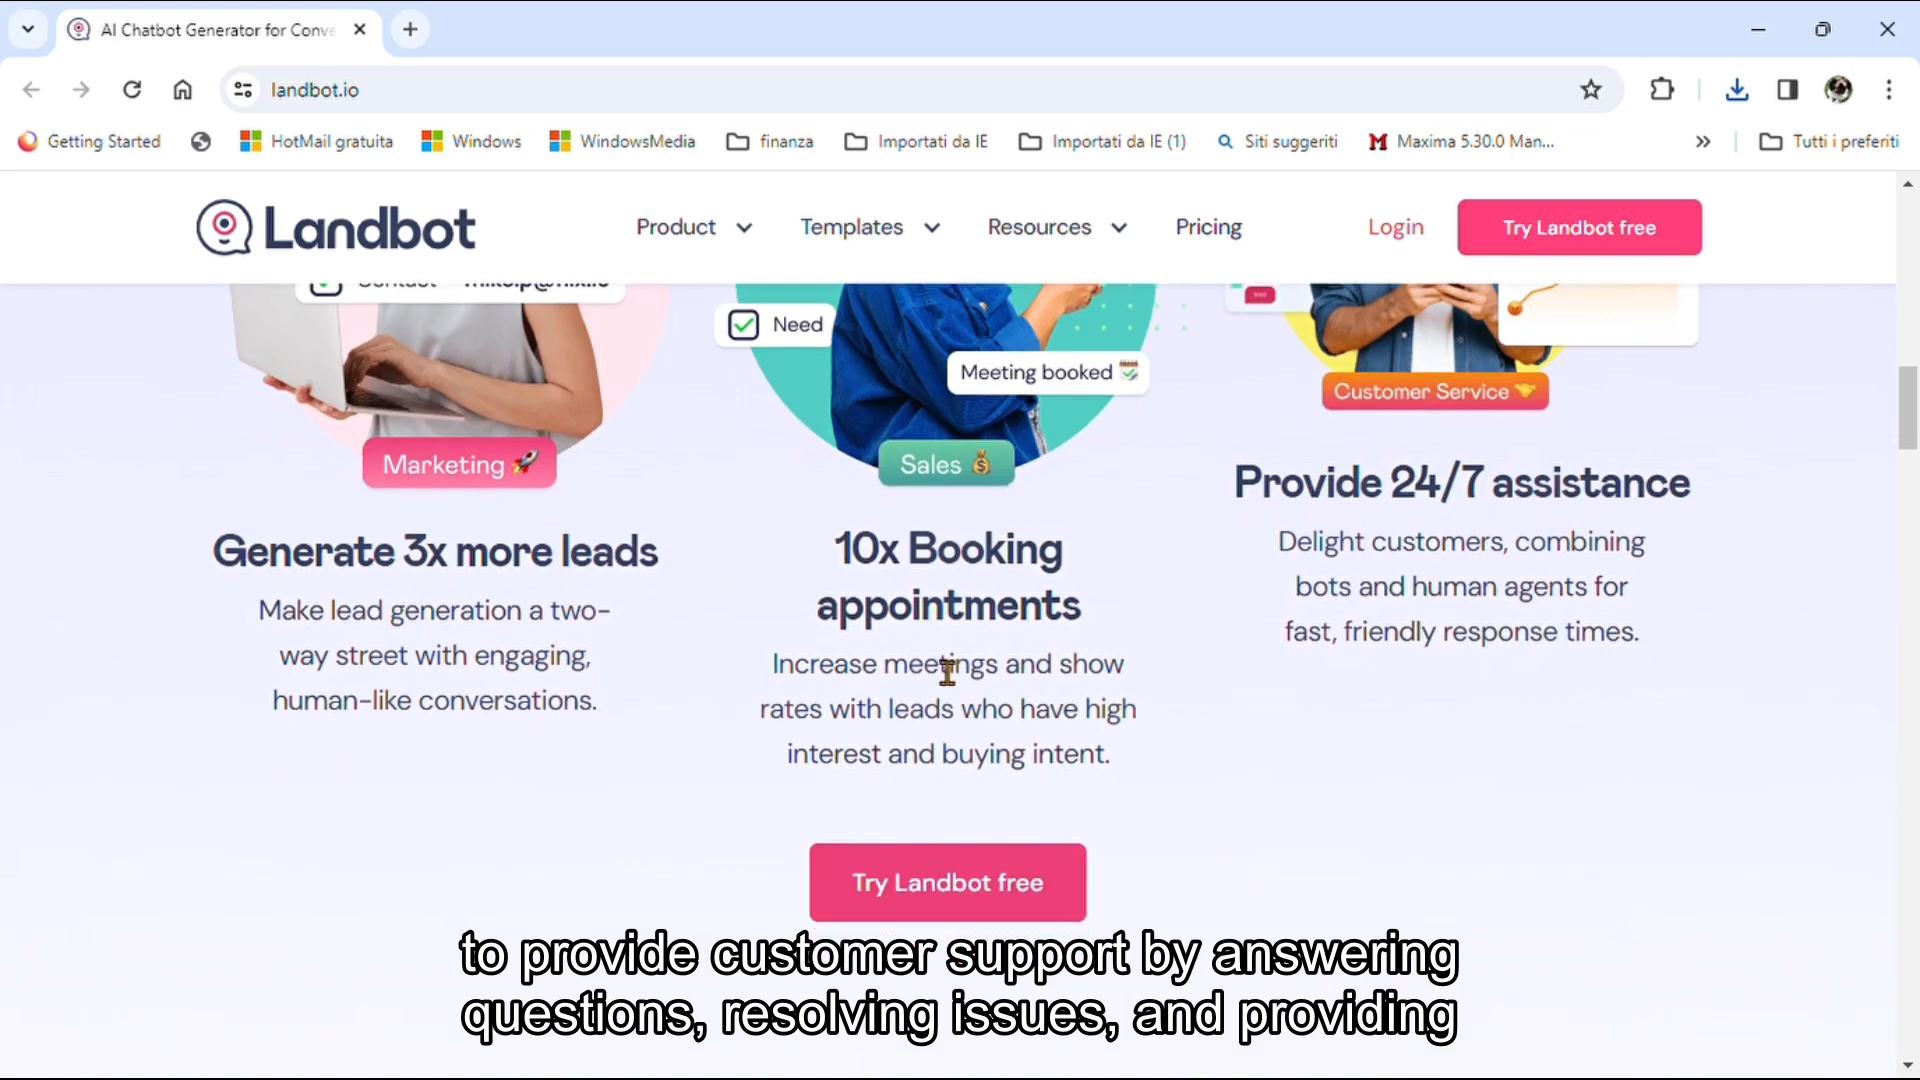 AI Chatbot Generator for Conve
landbot.io
Getting Started
HotMail gratuita
Windows
WindowsMedia
finanza
Importati da IE
Importati da IE (1)
Siti suggeriti
Maxima 5.30.0 Man...
Tutti i preferiti
Landbot
Product
Templates
Resources
Pricing
Login
Try Landbot free
Need
Meeting booked
Customer Service
Marketing
Sales
Generate 3x more leads
Make lead generation a two-
way street with engaging,
human-like conversations.
10x Booking
appointments
Increase meetings and show
rates with leads who have high
interest and buying intent.
Provide 24/7 assistance
Delight customers, combining
bots and human agents for
fast, friendly response times.
Try Landbot free
to provide customer support by answering
questions, resolving issues, and providing